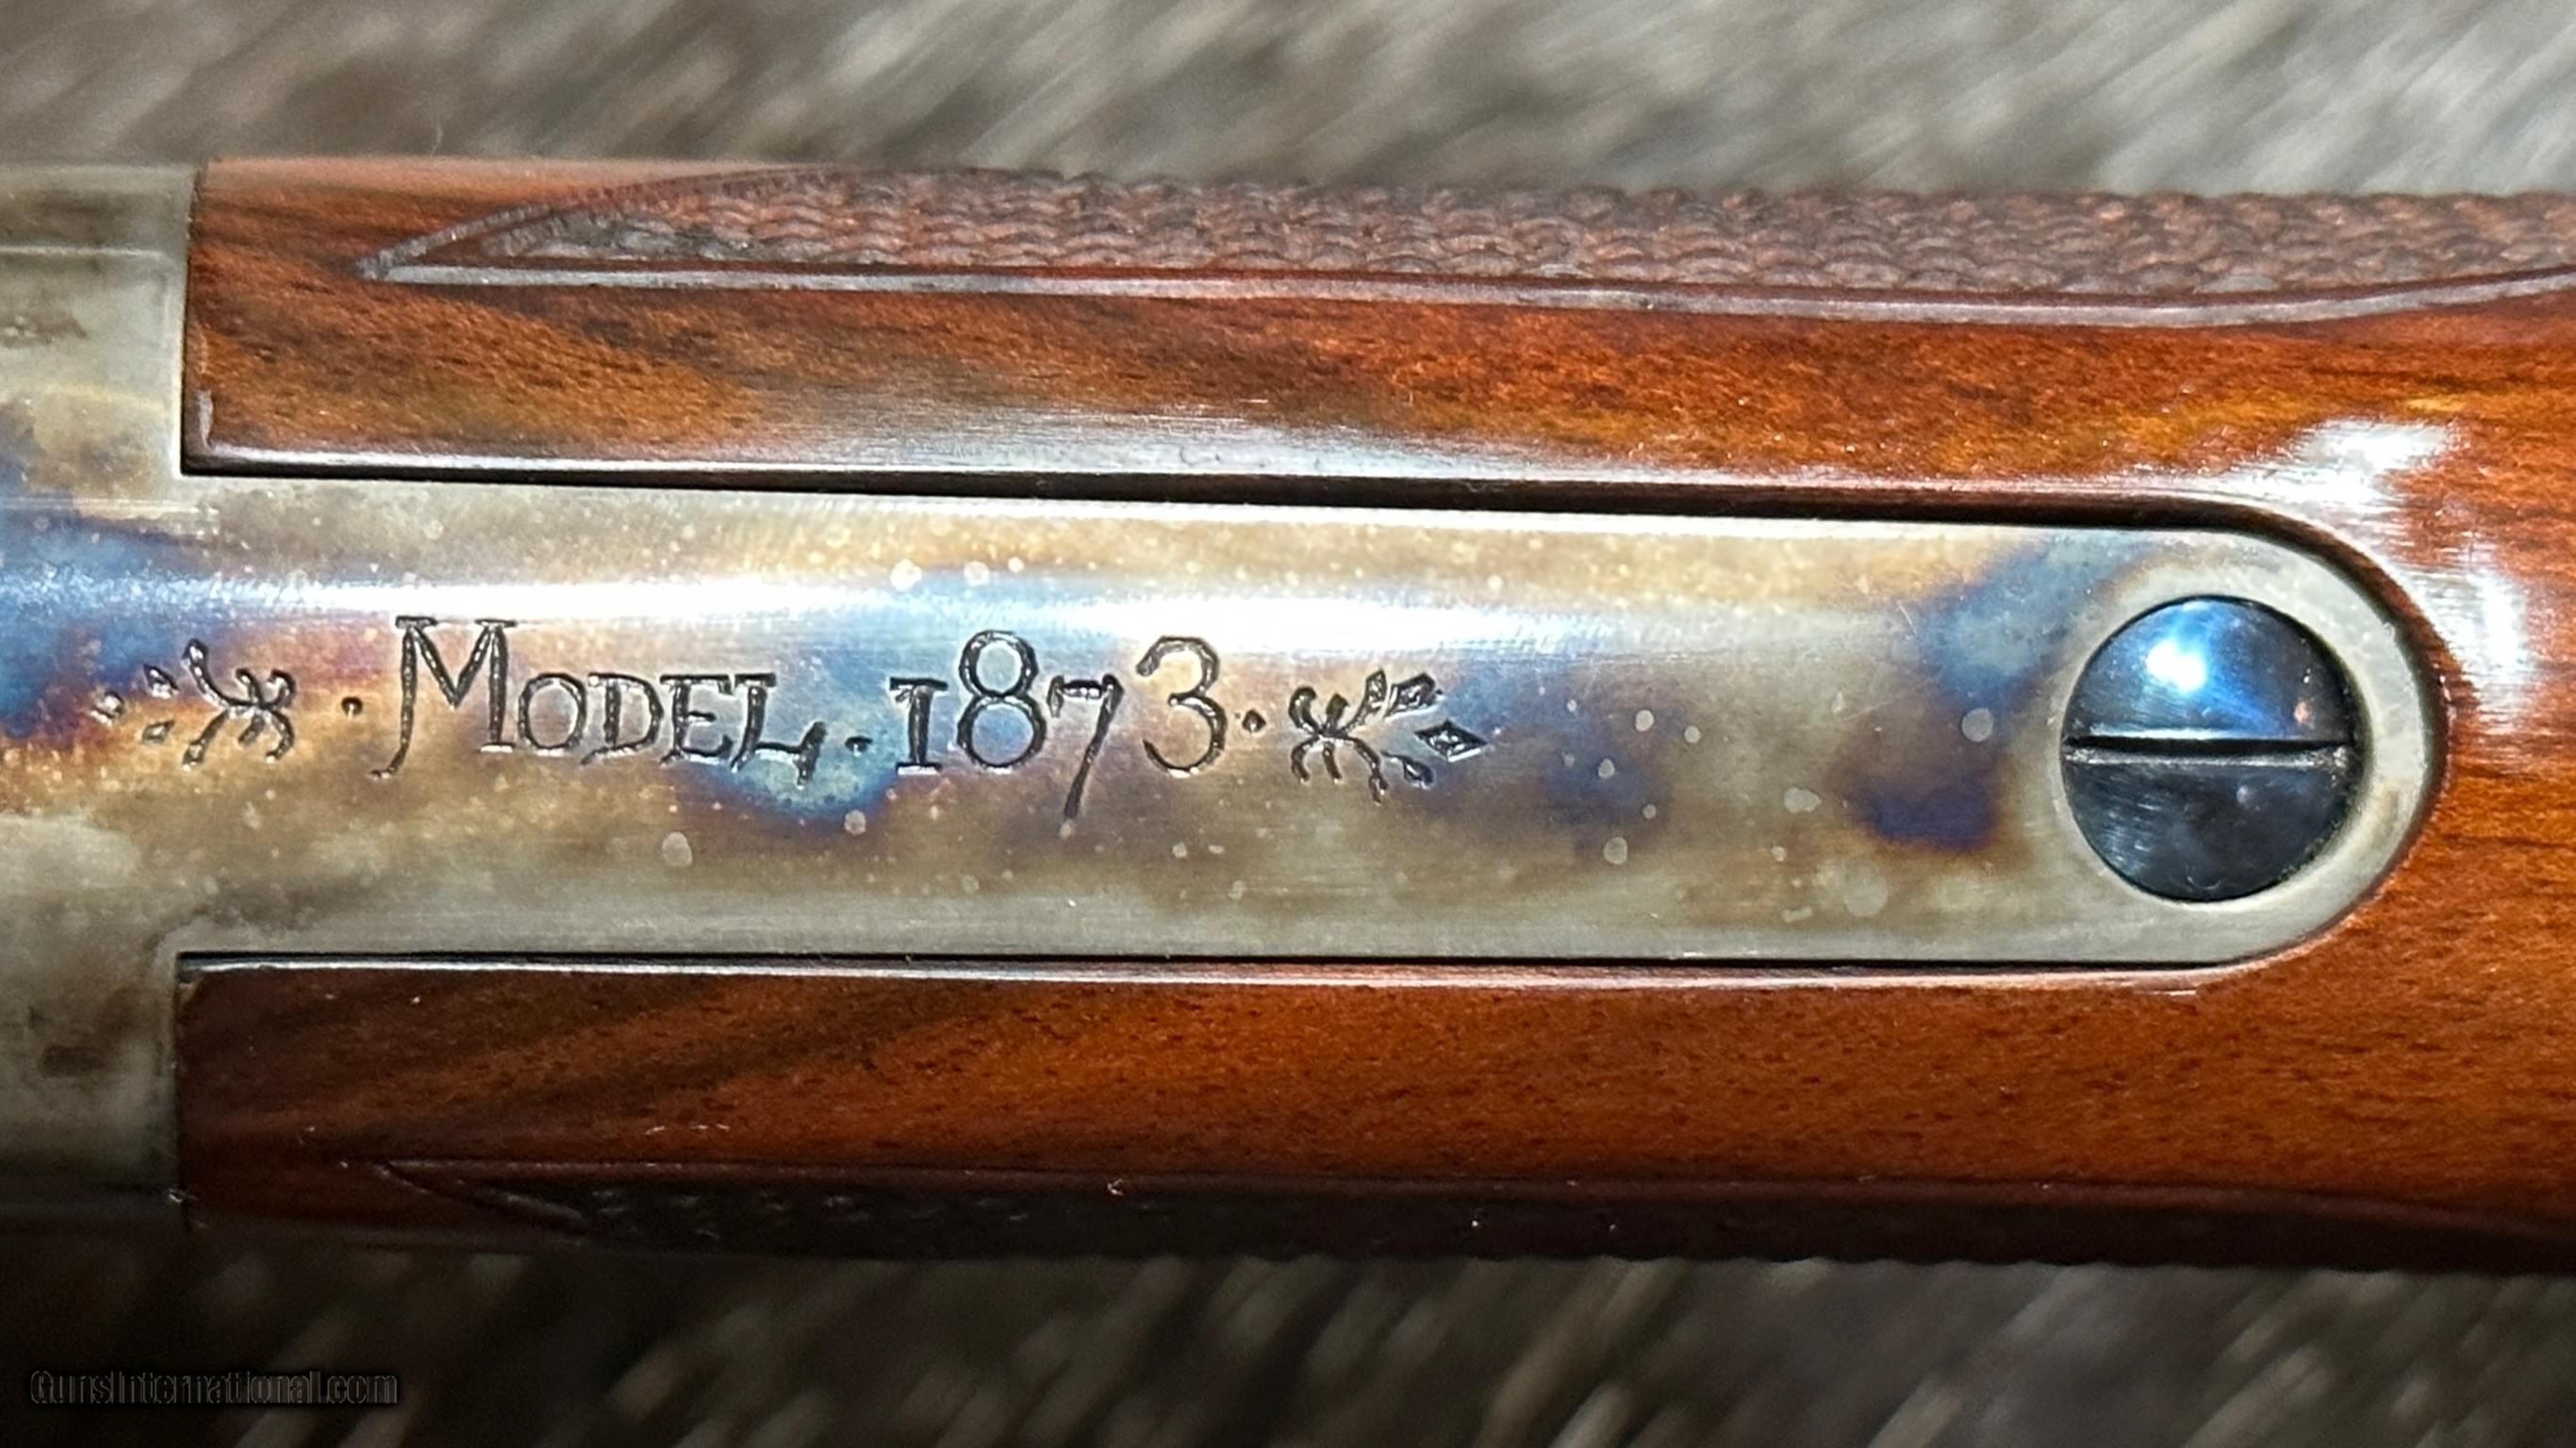 · Model · 1873 ·
GunsInternational.com